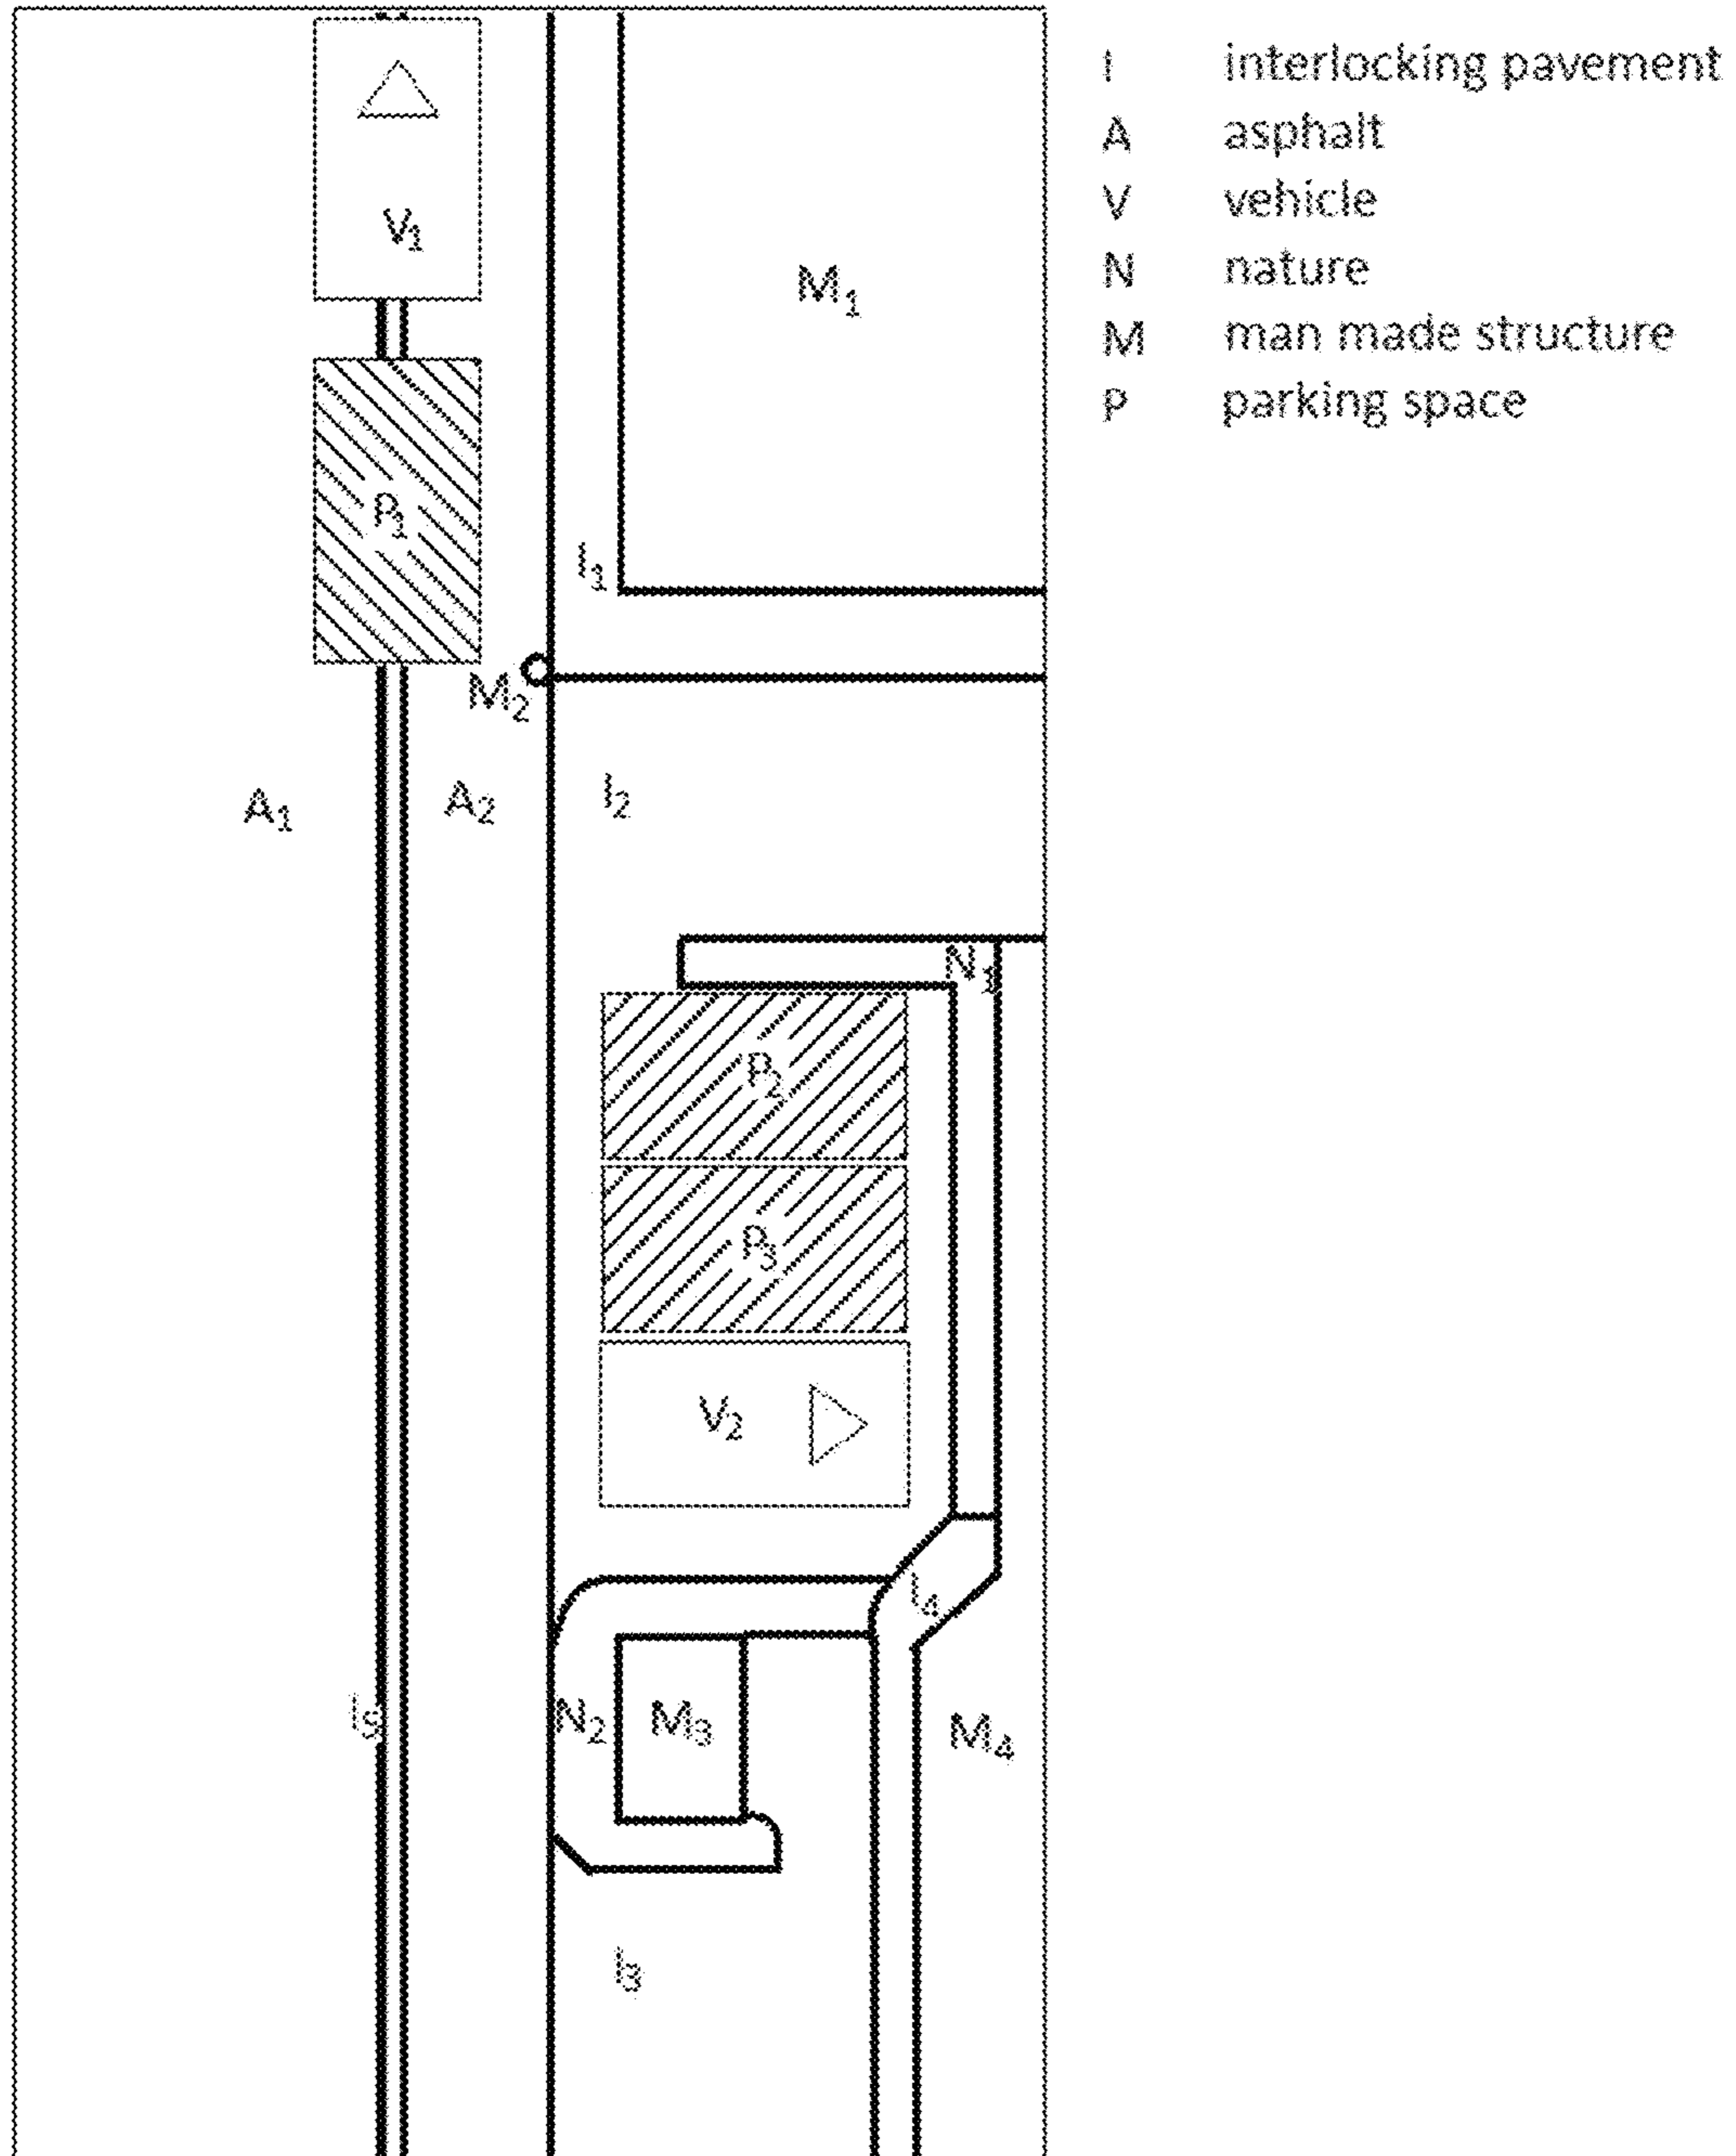 I interlocking pavement
A asphalt
V vehicle
N nature
M man made structure
P parking space
V1
M1
P1
I1
M2
A1 A2 I2
N1
P2
P3
V2
I4
I5 N2 M3 M4
I3